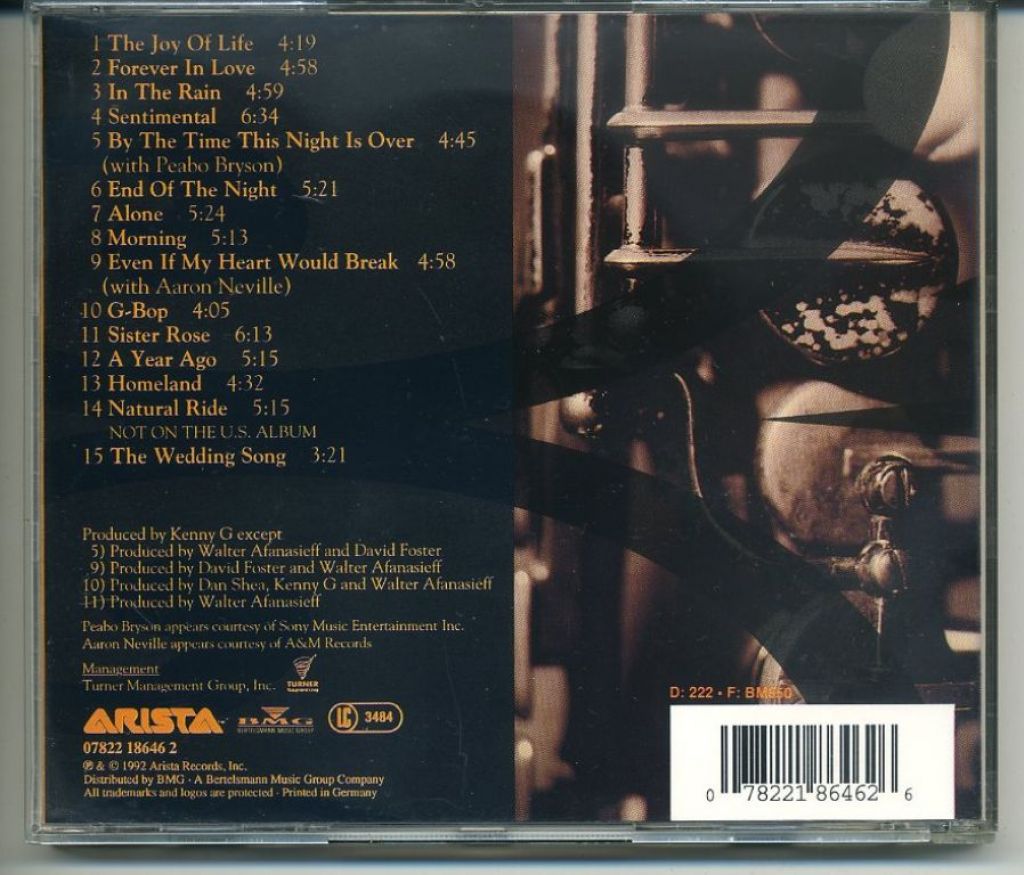 1 The Joy Of Life 4:19
2 Forever In Love 4:58
3 In The Rain 4:59
4 Sentimental 6:34
5 By The Time This Night Is Over 4:45
(with Peabo Bryson)
6 End Of The Night 5:21
7 Alone 5:24
8 Morning 5:13
9 Even If My Heart Would Break 4:58
(with Aaron Neville)
10 G-Bop 4:05
11 Sister Rose 6:13
12 A Year Ago 5:15
13 Homeland 4:32
14 Natural Ride 5:15
NOT ON THE U.S. ALBUM
15 The Wedding Song 3:21
Produced by Kenny G except
5) Produced by Walter Afanasieff and David Foster
9) Produced by David Foster and Walter Afanasieff
10) Produced by Dan Shea, Kenny G and Walter Afanasieff
11) Produced by Walter Afanasieff
Peabo Bryson appears courtesy of Sony Music Entertainment Inc.
Aaron Neville appears courtesy of A&M Records
Management
Turner Management Group, Inc.
TURNER
ARISTA BMG LC 3484
BERTELSMANN MUSIC GROUP
07822 18646 2
℗ & © 1992 Arista Records, Inc.
Distributed by BMG · A Bertelsmann Music Group Company
All trademarks and logos are protected · Printed in Germany
D: 222 · F: BM650
0 78221 86462 6